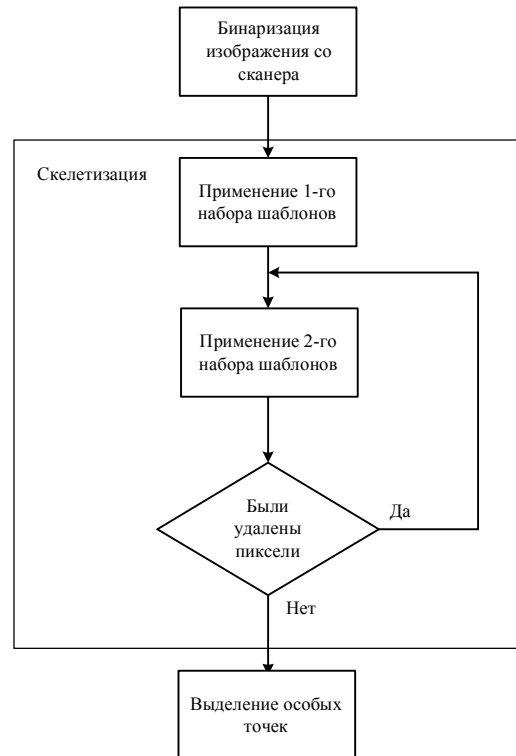 Бинаризация
изображения со
сканера
Скелетизация
Применение 1-го
набора шаблонов
Применение 2-го
набора шаблонов
Были
удалены
пиксели
Да
Нет
Выделение особых
точек